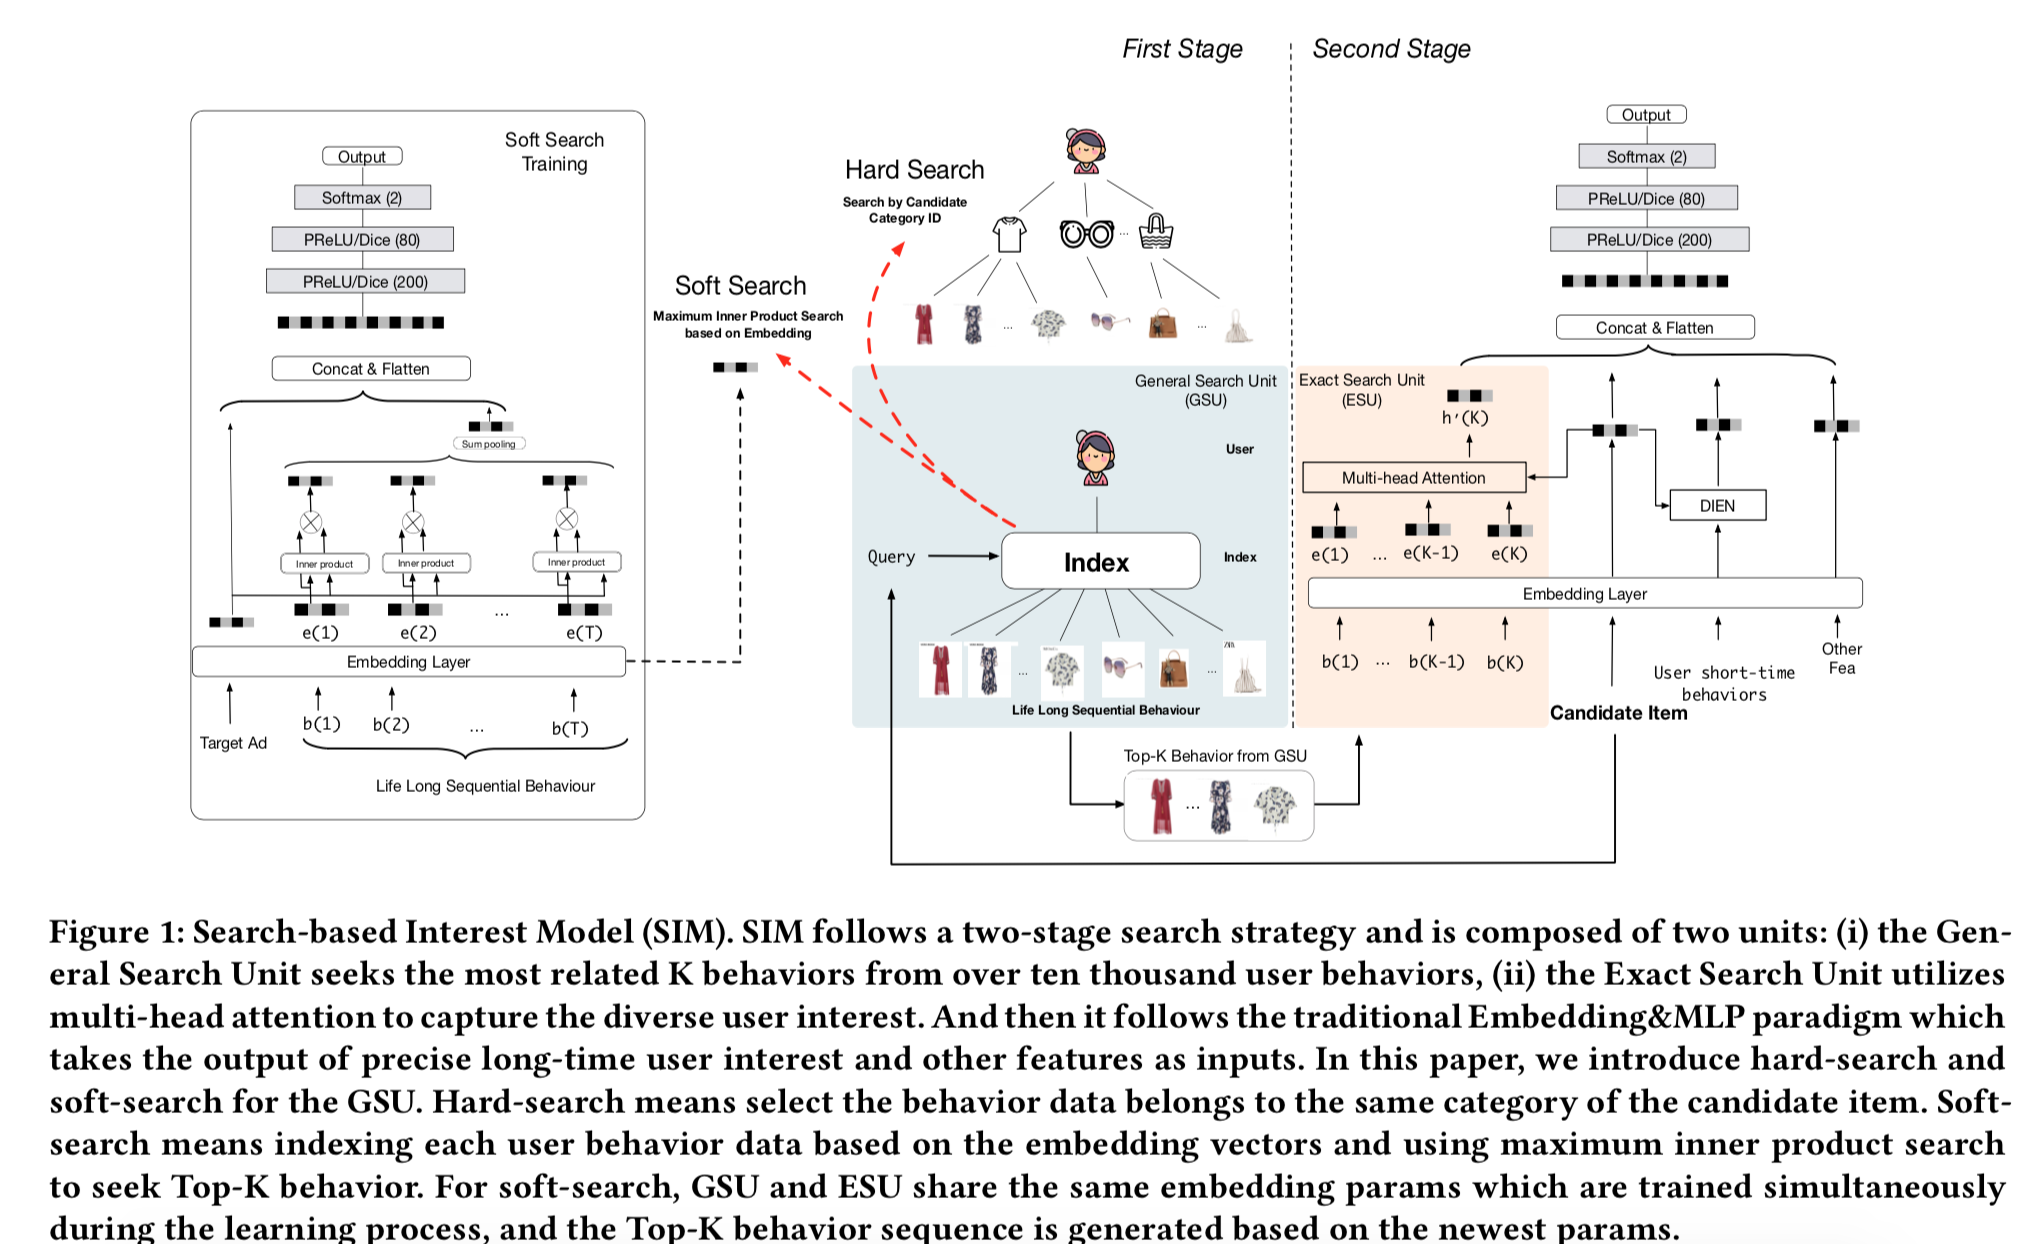 First Stage
Second Stage
Soft Search
Training
Output
Softmax (2)
PReLU/Dice (80)
PReLU/Dice (200)
Concat & Flatten
Sum pooling
Inner product
Inner product
Inner product
...
e(1)
e(2)
e(T)
Embedding Layer
Target Ad
b(1)
b(2)
...
b(T)
Life Long Sequential Behaviour
Hard Search
Search by Candidate
Category ID
Soft Search
Maximum Inner Product Search
based on Embedding
...
...
...
General Search Unit
(GSU)
User
Query
Index
Index
...
...
ZARA
Life Long Sequential Behaviour
Top-K Behavior from GSU
...
Exact Search Unit
(ESU)
h'(K)
Multi-head Attention
e(1)
...
e(K-1)
e(K)
Embedding Layer
b(1)
...
b(K-1)
b(K)
Candidate Item
User short-time
behaviors
Other
Fea
DIEN
Concat & Flatten
PReLU/Dice (200)
PReLU/Dice (80)
Softmax (2)
Output
Figure 1: Search-based Interest Model (SIM). SIM follows a two-stage search strategy and is composed of two units: (i) the Gen-
eral Search Unit seeks the most related K behaviors from over ten thousand user behaviors, (ii) the Exact Search Unit utilizes
multi-head attention to capture the diverse user interest. And then it follows the traditional Embedding&MLP paradigm which
takes the output of precise long-time user interest and other features as inputs. In this paper, we introduce hard-search and
soft-search for the GSU. Hard-search means select the behavior data belongs to the same category of the candidate item. Soft-
search means indexing each user behavior data based on the embedding vectors and using maximum inner product search
to seek Top-K behavior. For soft-search, GSU and ESU share the same embedding params which are trained simultaneously
during the learning process, and the Top-K behavior sequence is generated based on the newest params.